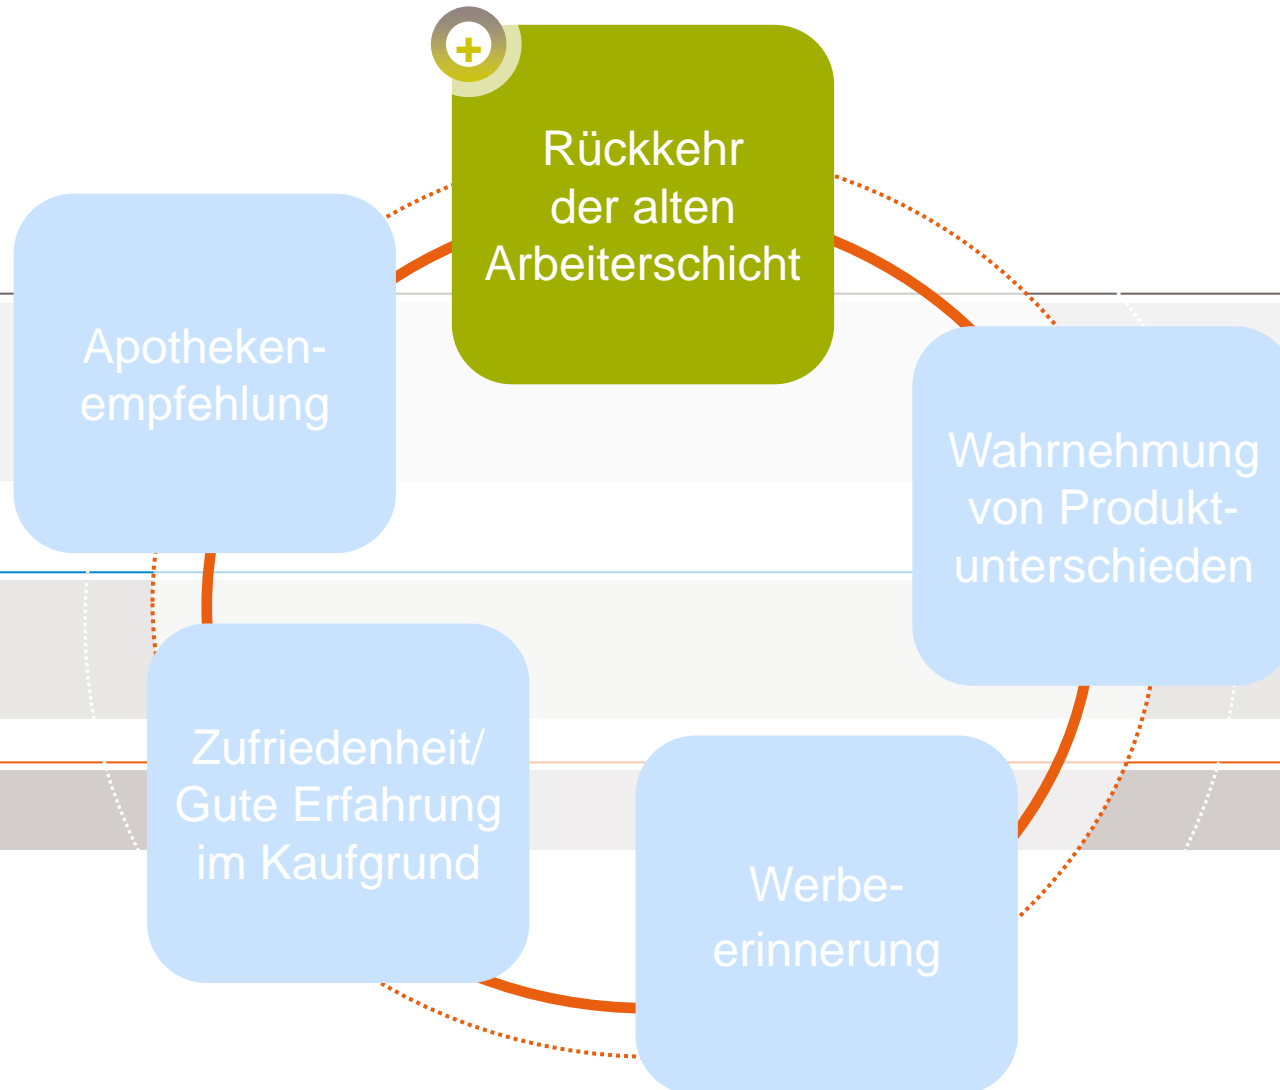 +
Rückkehr
der alten
Arbeiterschicht
Apotheken-
empfehlung
Wahrnehmung
von Produkt-
unterschieden
Zufriedenheit/
Gute Erfahrung
im Kaufgrund
Werbe-
erinnerung